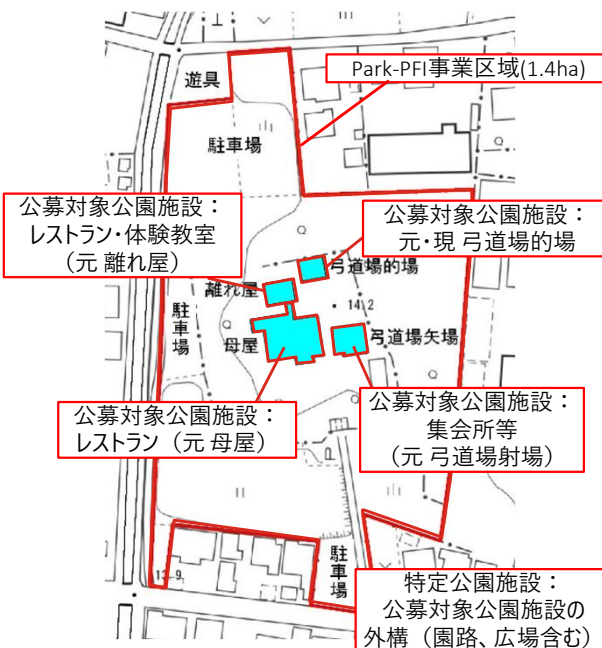 Park-PFI事業区域(1.4ha)
遊具
駐車場
公募対象公園施設：
レストラン・体験教室
（元 離れ屋）
公募対象公園施設：
元・現 弓道場的場
弓道場的場
離れ屋
14.2
駐車場
母屋
弓道場矢場
公募対象公園施設：
レストラン（元 母屋）
公募対象公園施設：
集会所等
（元 弓道場射場）
駐車場
13.9
特定公園施設：
公募対象公園施設の
外構（園路、広場含む）